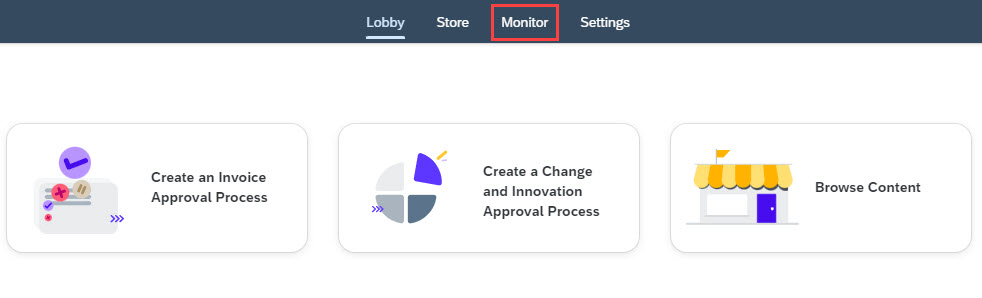 Lobby Store Monitor Settings
Create an Invoice
Approval Process
Create a Change
and Innovation
Approval Process
Browse Content